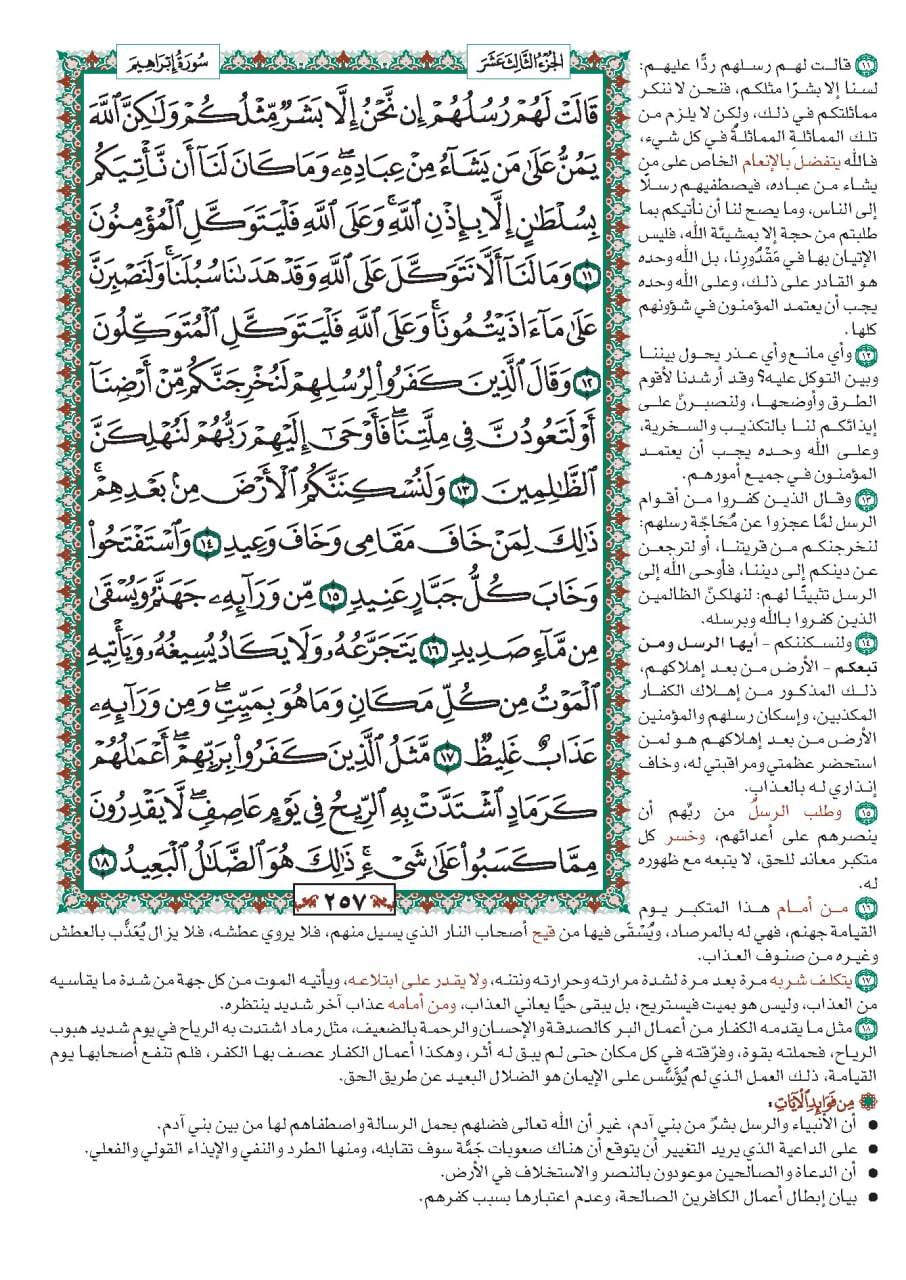 الجزء الثالث عشر
سورة إبراهيم
قَالَتْ لَهُمْ رُسُلُهُمْ إِن نَّحْنُ إِلَّا بَشَرٌ مِّثْلُكُمْ وَلَـٰكِنَّ ٱللَّهَ
يَمُنُّ عَلَىٰ مَن يَشَآءُ مِنْ عِبَادِهِۦۖ وَمَا كَانَ لَنَآ أَن نَّأْتِيَكُم
بِسُلْطَـٰنٍ إِلَّا بِإِذْنِ ٱللَّهِۚ وَعَلَى ٱللَّهِ فَلْيَتَوَكَّلِ ٱلْمُؤْمِنُونَ
١١ وَمَا لَنَآ أَلَّا نَتَوَكَّلَ عَلَى ٱللَّهِ وَقَدْ هَدَىٰنَا سُبُلَنَاۚ وَلَنَصْبِرَنَّ
عَلَىٰ مَآ ءَاذَيْتُمُونَاۚ وَعَلَى ٱللَّهِ فَلْيَتَوَكَّلِ ٱلْمُتَوَكِّلُونَ
١٢ وَقَالَ ٱلَّذِينَ كَفَرُوا۟ لِرُسُلِهِمْ لَنُخْرِجَنَّكُم مِّنْ أَرْضِنَآ
أَوْ لَتَعُودُنَّ فِى مِلَّتِنَاۖ فَأَوْحَىٰٓ إِلَيْهِمْ رَبُّهُمْ لَنُهْلِكَنَّ
ٱلظَّـٰلِمِينَ ١٣ وَلَنُسْكِنَنَّكُمُ ٱلْأَرْضَ مِنۢ بَعْدِهِمْۚ
ذَٰلِكَ لِمَنْ خَافَ مَقَامِى وَخَافَ وَعِيدِ ١٤ وَٱسْتَفْتَحُوا۟
وَخَابَ كُلُّ جَبَّارٍ عَنِيدٍ ١٥ مِّن وَرَآئِهِۦ جَهَنَّمُ وَيُسْقَىٰ
مِن مَّآءٍ صَدِيدٍ ١٦ يَتَجَرَّعُهُۥ وَلَا يَكَادُ يُسِيغُهُۥ وَيَأْتِيهِ
ٱلْمَوْتُ مِن كُلِّ مَكَانٍ وَمَا هُوَ بِمَيِّتٍۖ وَمِن وَرَآئِهِۦ
عَذَابٌ غَلِيظٌ ١٧ مَّثَلُ ٱلَّذِينَ كَفَرُوا۟ بِرَبِّهِمْۖ أَعْمَـٰلُهُمْ
كَرَمَادٍ ٱشْتَدَّتْ بِهِ ٱلرِّيحُ فِى يَوْمٍ عَاصِفٍۖ لَّا يَقْدِرُونَ
مِمَّا كَسَبُوا۟ عَلَىٰ شَىْءٍۚ ذَٰلِكَ هُوَ ٱلضَّلَـٰلُ ٱلْبَعِيدُ ١٨
٢٥٧
١١ قالت لهم رسلهم ردًّا عليهم:
لسنا إلا بشرًا مثلكم، فنحن لا ننكر
مماثلتكم في ذلك، ولكن لا يلزم من
تلك المماثلة المماثلةُ في كل شيء،
فالله يتفضل بالإنعام الخاص على من
يشاء من عباده، فيصطفيهم رسلًا
إلى الناس، وما يصح لنا أن نأتيكم بما
طلبتم من حجة إلا بمشيئة الله، فليس
الإتيان بها في مَقْدُورِنا، بل الله وحده
هو القادر على ذلك، وعلى الله وحده
يجب أن يعتمد المؤمنون في شؤونهم
كلها.
١٢ وأي مانع وأي عذر يحول بيننا
وبين التوكل عليه؟ وقد أرشدنا لأقوم
الطرق وأوضحها، ولنصبرنّ على
إيذائكم لنا بالتكذيب والسخرية،
وعلى الله وحده يجب أن يعتمد
المؤمنون في جميع أمورهم.
١٣ وقال الذين كفروا من أقوام
الرسل لمَّا عجزوا عن مُحَاجّة رسلهم:
لنخرجنكم من قريتنا، أو لترجعن
عن دينكم إلى ديننا، فأوحى الله إلى
الرسل تثبيتًا لهم: لنهلكنّ الظالمين
الذين كفروا بالله وبرسله.
١٤ ولنسكننكم - أيها الرسل ومن
تبعكم - الأرض من بعد إهلاكهم،
ذلك المذكور من إهلاك الكفار
المكذبين، وإسكان رسلهم والمؤمنين
الأرض من بعد إهلاكهم هو لمن
استحضر عظمتي ومراقبتي له، وخاف
إنذاري له بالعذاب.
١٥ وطلب الرسلُ من ربِّهم أن
ينصرهم على أعدائهم، وخسر كل
متكبر معاند للحق، لا يتبعه مع ظهوره
له.
١٦ من أمام هذا المتكبر يوم
القيامة جهنم، فهي له بالمرصاد، ويُسْقَى فيها من قيح أصحاب النار الذي يسيل منهم، فلا يروي عطشه، فلا يزال يُعَذَّب بالعطش
وغيره من صنوف العذاب.
١٧ يتكلف شربه مرة بعد مرة لشدة مرارته وحرارته ونتنه، ولا يقدر على ابتلاعه، ويأتيه الموت من كل جهة من شدة ما يقاسيه
من العذاب، وليس هو بميت فيستريح، بل يبقى حيًّا يعاني العذاب، ومن أمامه عذاب آخر شديد ينتظره.
١٨ مثل ما يقدمه الكفار من أعمال البر كالصدقة والإحسان والرحمة بالضعيف، مثل رماد اشتدت به الرياح في يوم شديد هبوب
الرياح، فحملته بقوة، وفرّقته في كل مكان حتى لم يبق له أثر، وهكذا أعمال الكفار عصف بها الكفر، فلم تنفع أصحابها يوم
القيامة، ذلك العمل الذي لم يُؤَسَّس على الإيمان هو الضلال البعيد عن طريق الحق.
من فوائد الآيات:
• أن الأنبياء والرسل بشرٌ من بني آدم، غير أن الله تعالى فضلهم بحمل الرسالة واصطفاهم لها من بين بني آدم.
• على الداعية الذي يريد التغيير أن يتوقع أن هناك صعوبات جَمَّة سوف تقابله، ومنها الطرد والنفي والإيذاء القولي والفعلي.
• أن الدعاة والصالحين موعودون بالنصر والاستخلاف في الأرض.
• بيان إبطال أعمال الكافرين الصالحة، وعدم اعتبارها بسبب كفرهم.